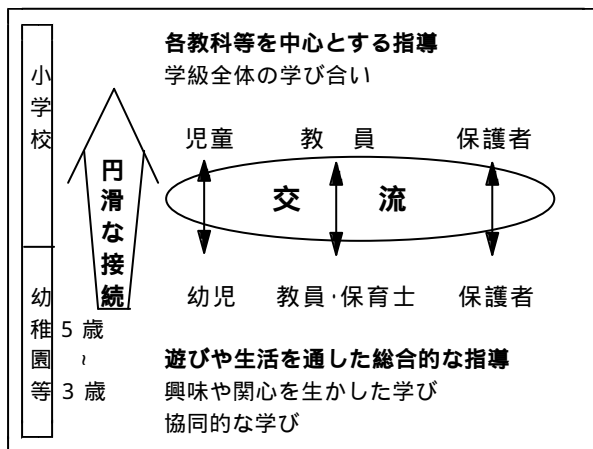 各教科等を中心とする指導
学級全体の学び合い
小学校
児童 教員 保護者
円滑な接続
交流
幼児 教員・保育士 保護者
幼稚園等
5歳
~
3歳
遊びや生活を通した総合的な指導
興味や関心を生かした学び
協同的な学び